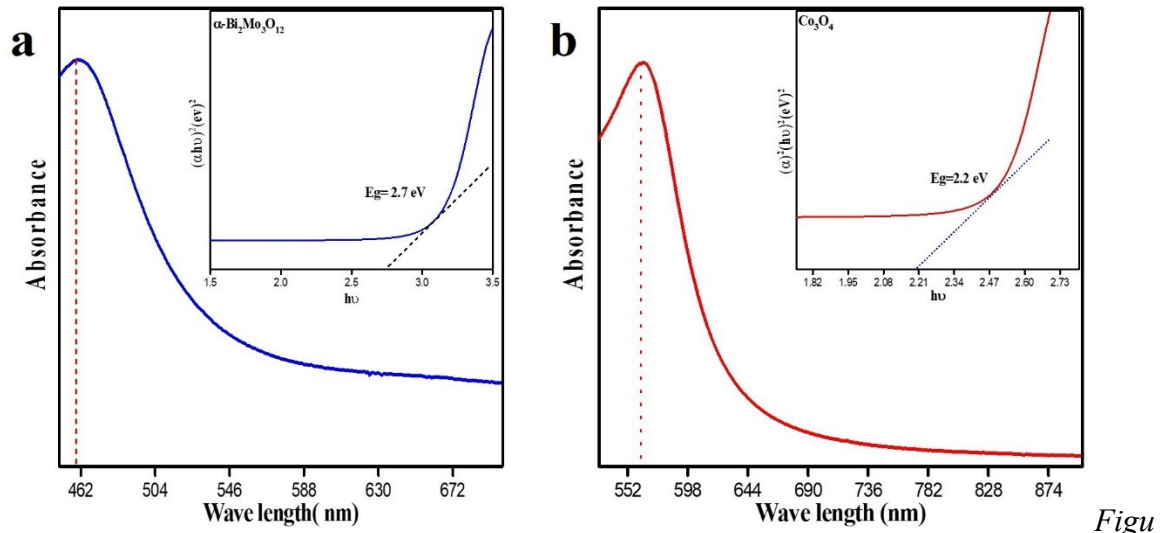 a
α-Bi₂Mo₃O₁₂
(αhυ)²(ev)²
Eg= 2.7 eV
1.5 2.0 2.5 3.0 3.5
hυ
Absorbance
462 504 546 588 630 672
Wave length( nm)
b
Co₃O₄
(α)²(hυ)²(eV)²
Eg=2.2 eV
1.82 1.95 2.08 2.21 2.34 2.47 2.60 2.73
hυ
Absorbance
552 598 644 690 736 782 828 874
Wave length (nm)
Figu